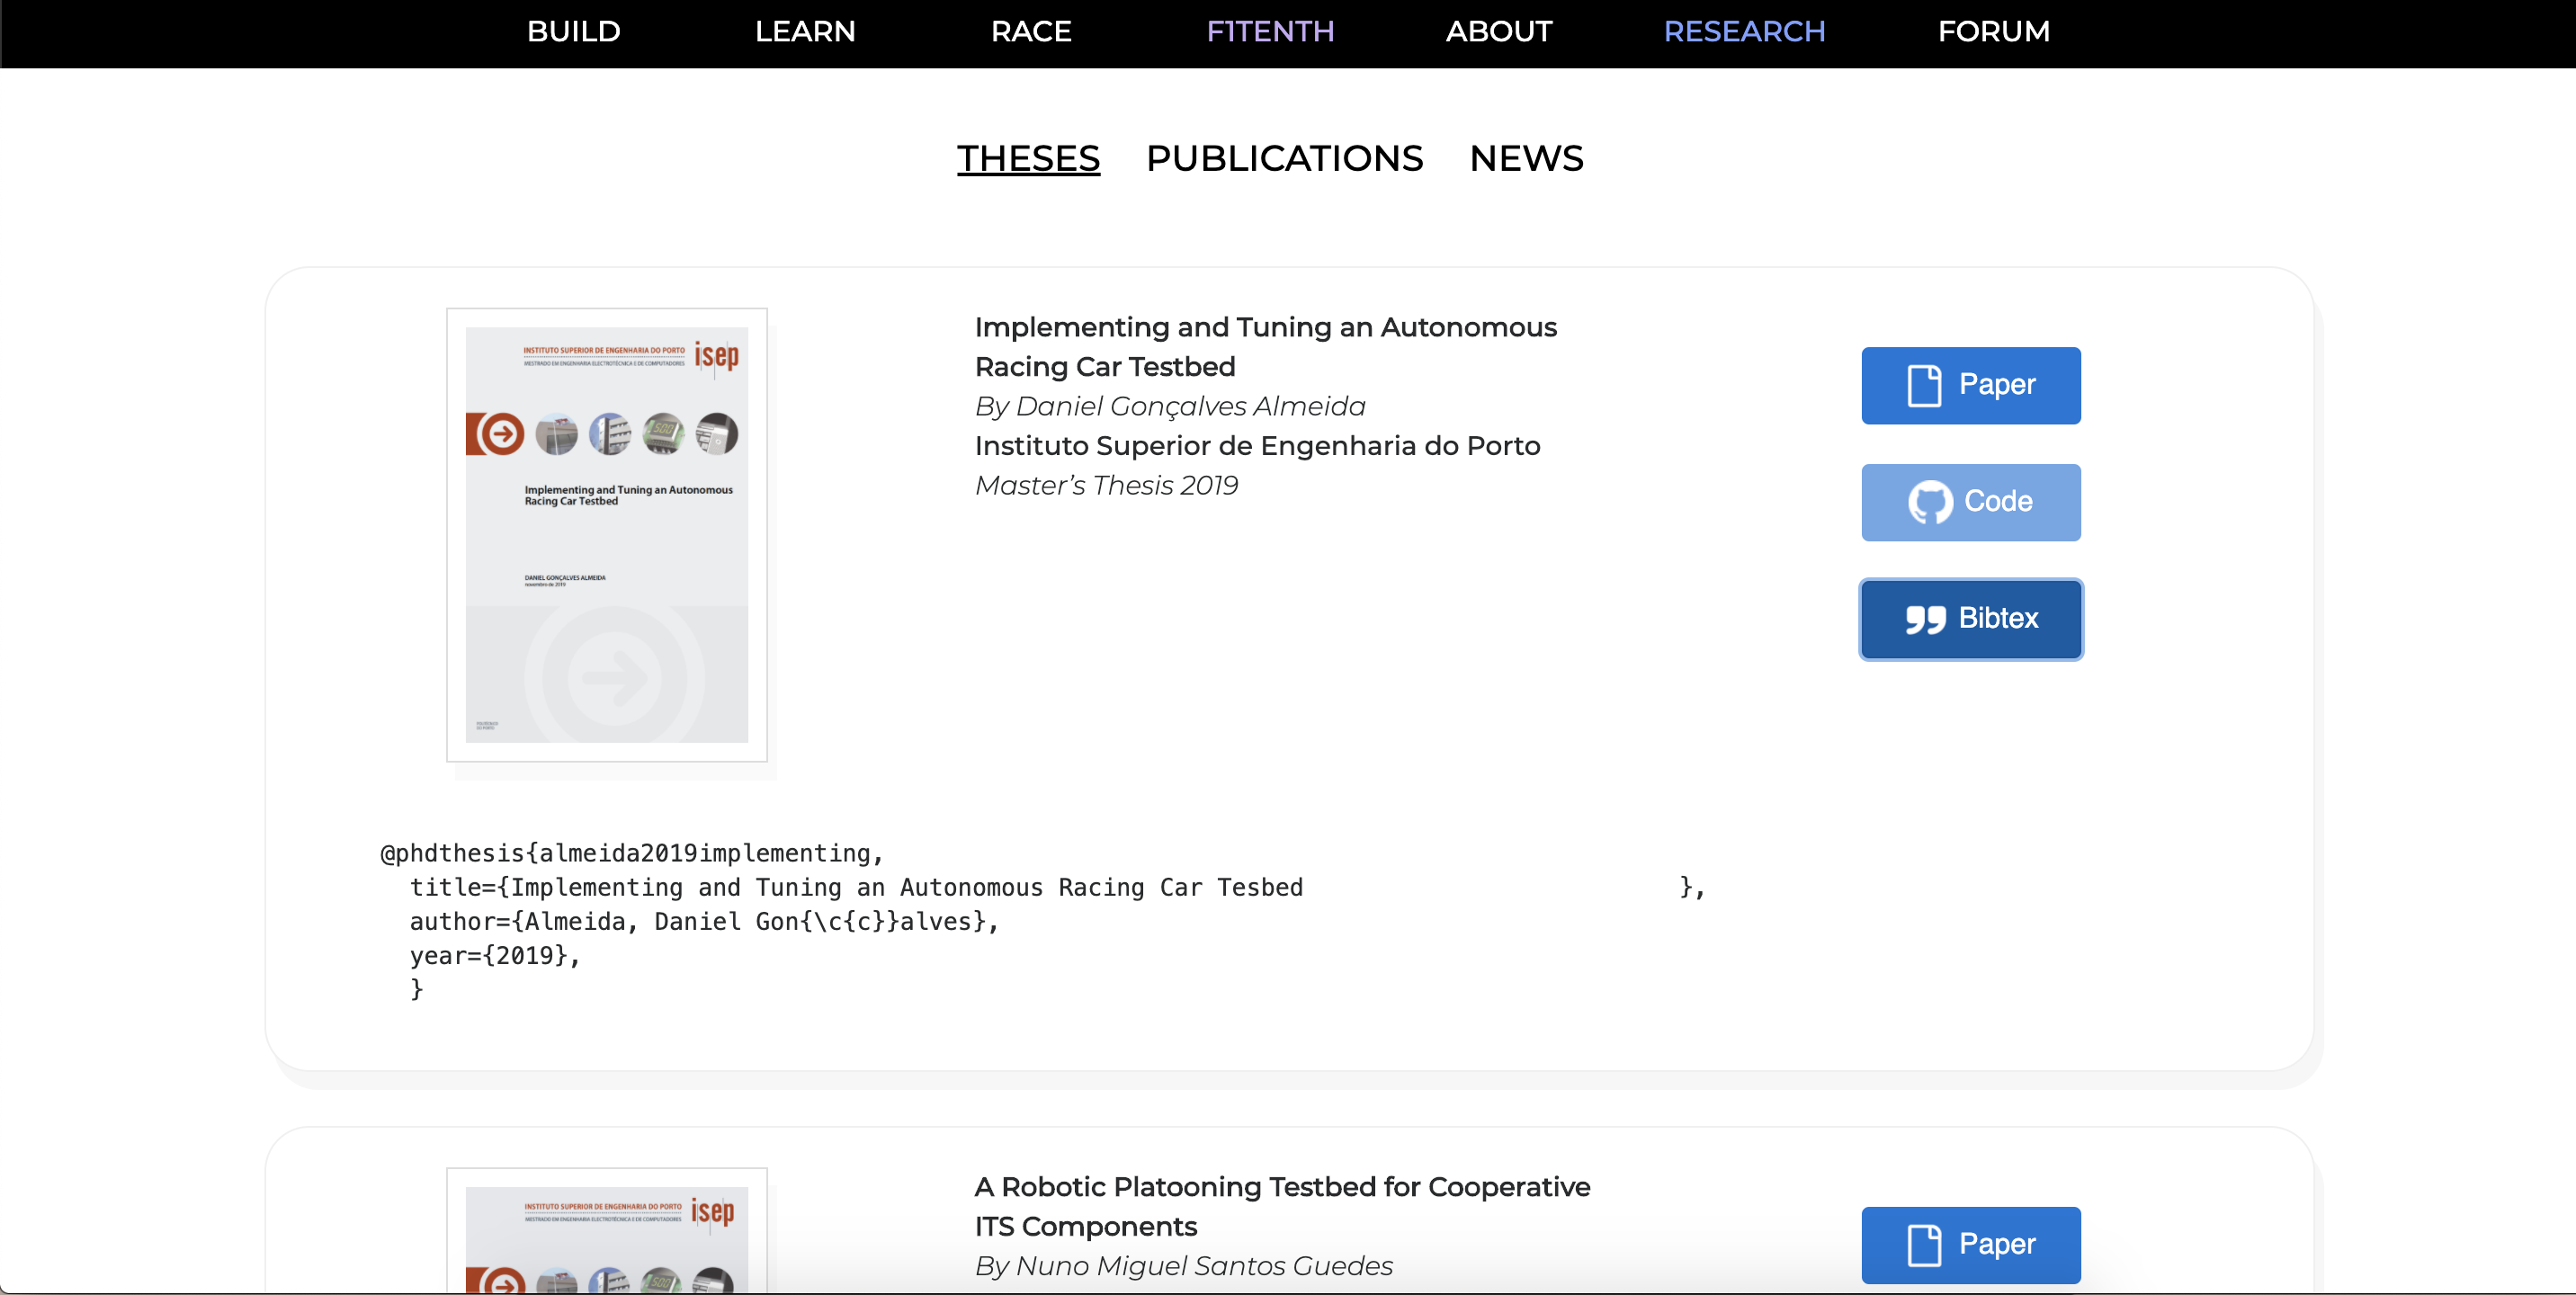 BUILD LEARN RACE F1TENTH ABOUT RESEARCH FORUM
THESES PUBLICATIONS NEWS
INSTITUTO SUPERIOR DE ENGENHARIA DO PORTO
MESTRADO EM ENGENHARIA ELECTROTÉCNICA E DE COMPUTADORES
isep
Implementing and Tuning an Autonomous
Racing Car Testbed
DANIEL GONÇALVES ALMEIDA
novembro de 2019
Implementing and Tuning an Autonomous
Racing Car Testbed
By Daniel Gonçalves Almeida
Instituto Superior de Engenharia do Porto
Master’s Thesis 2019
Paper
Code
Bibtex
@phdthesis{almeida2019implementing,
  title={Implementing and Tuning an Autonomous Racing Car Tesbed                          },
  author={Almeida, Daniel Gon{\c{c}}alves},
  year={2019},
  }
INSTITUTO SUPERIOR DE ENGENHARIA DO PORTO
MESTRADO EM ENGENHARIA ELECTROTÉCNICA E DE COMPUTADORES
isep
A Robotic Platooning Testbed for Cooperative
ITS Components
By Nuno Miguel Santos Guedes
Paper